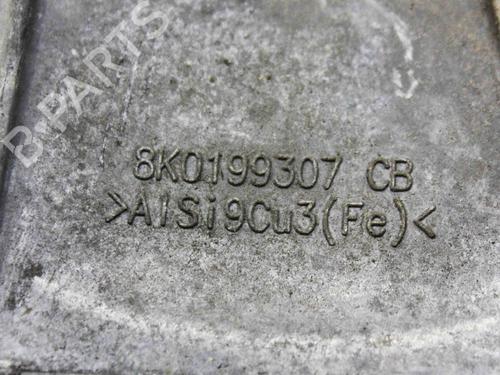 B-PARTS
8K0199307 CB
>AlSi9Cu3(Fe)<